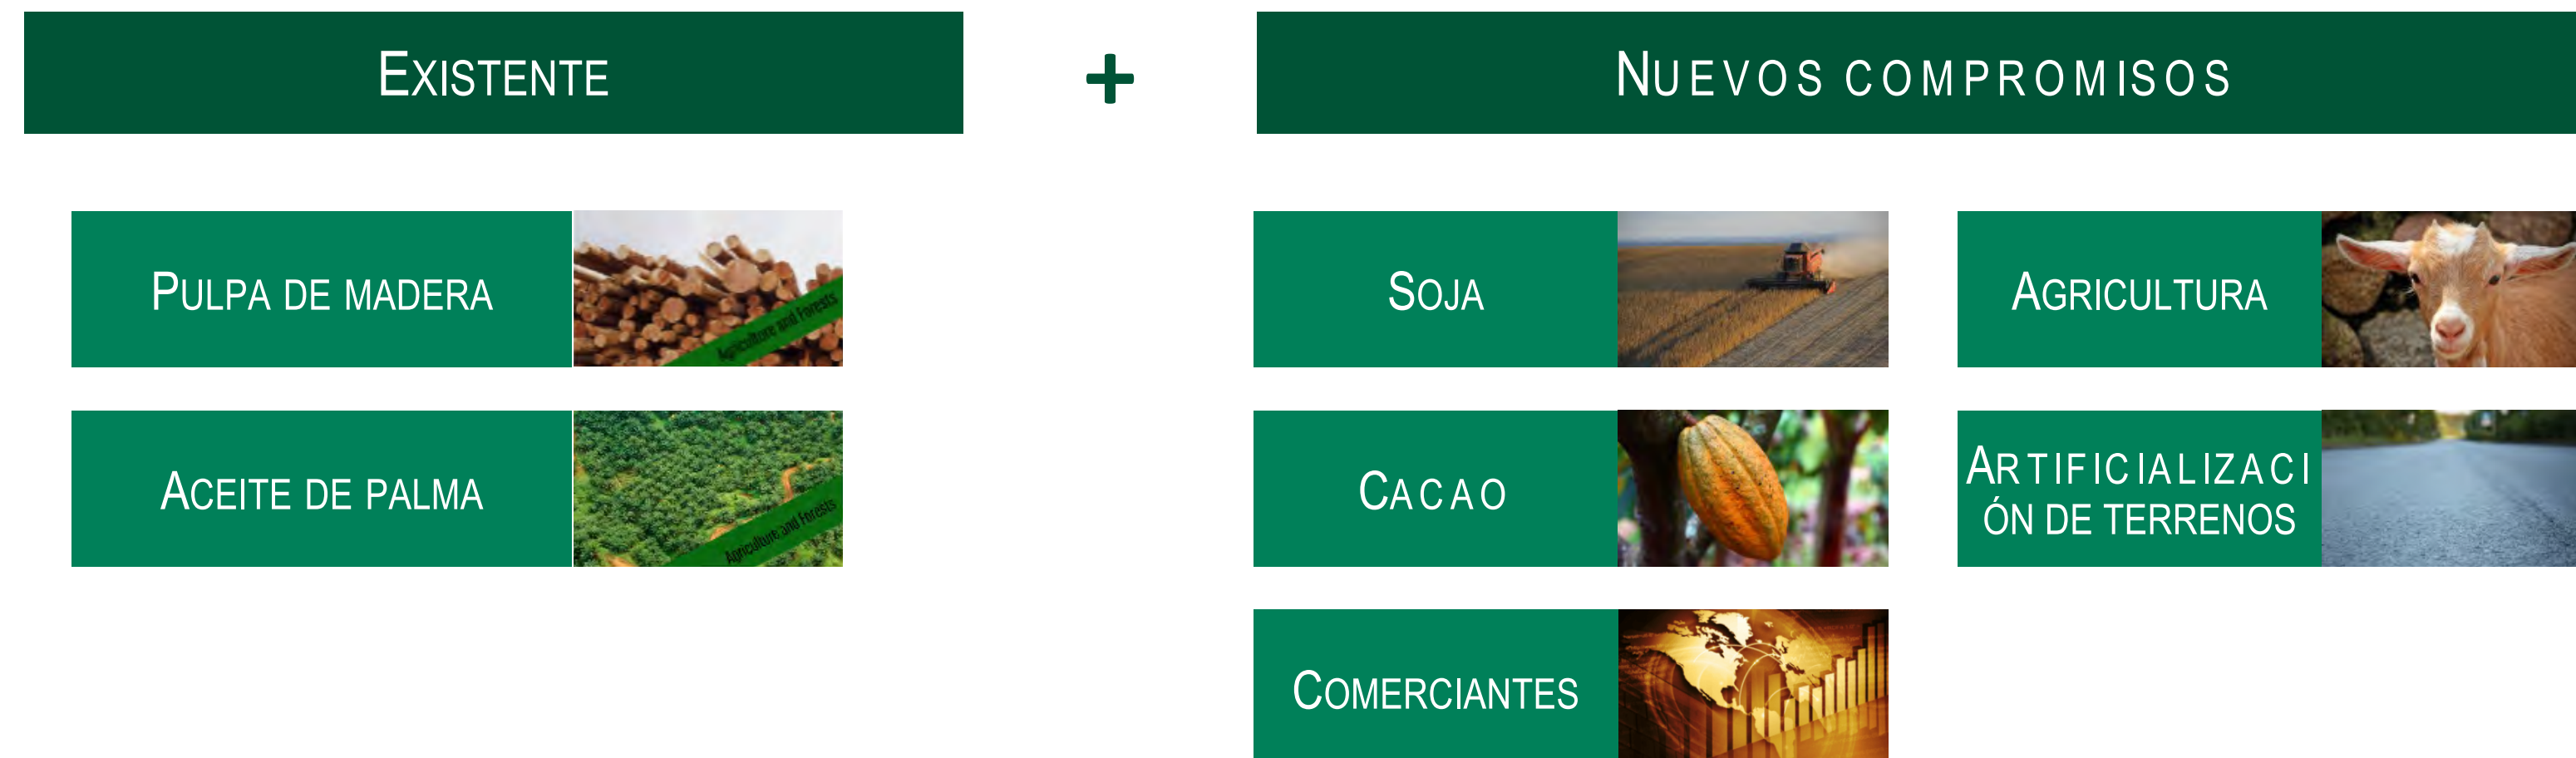 EXISTENTE
+
NUEVOS COMPROMISOS
PULPA DE MADERA
Agriculture and Forests
ACEITE DE PALMA
Agriculture and Forests
SOJA
CACAO
COMERCIANTES
AGRICULTURA
ARTIFICIALIZACI
ÓN DE TERRENOS